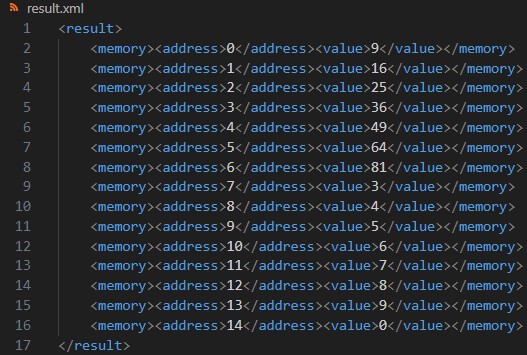 result.xml
1 <result>
2 <memory><address>0</address><value>9</value></memory>
3 <memory><address>1</address><value>16</value></memory>
4 <memory><address>2</address><value>25</value></memory>
5 <memory><address>3</address><value>36</value></memory>
6 <memory><address>4</address><value>49</value></memory>
7 <memory><address>5</address><value>64</value></memory>
8 <memory><address>6</address><value>81</value></memory>
9 <memory><address>7</address><value>3</value></memory>
10 <memory><address>8</address><value>4</value></memory>
11 <memory><address>9</address><value>5</value></memory>
12 <memory><address>10</address><value>6</value></memory>
13 <memory><address>11</address><value>7</value></memory>
14 <memory><address>12</address><value>8</value></memory>
15 <memory><address>13</address><value>9</value></memory>
16 <memory><address>14</address><value>0</value></memory>
17 </result>